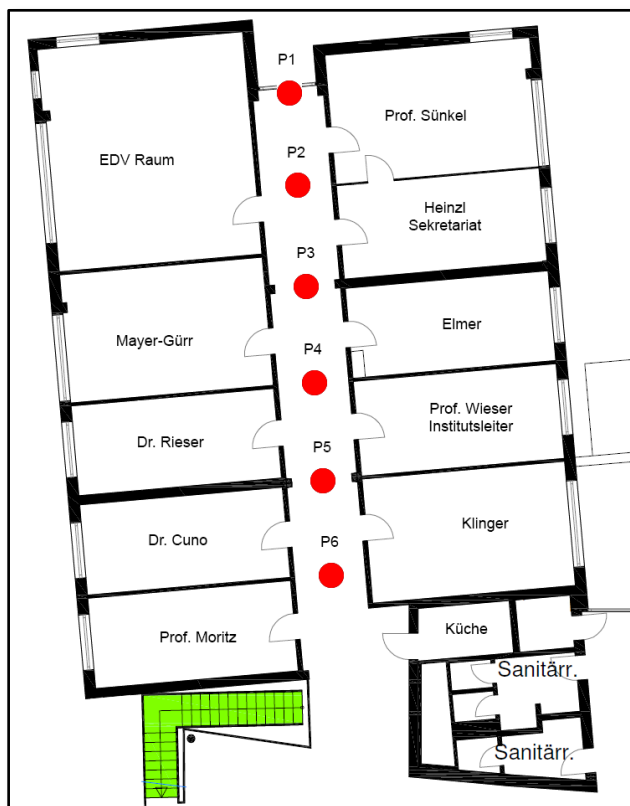 P1
Prof. Sünkel
EDV Raum
P2
Heinzl
Sekretariat
P3
Elmer
Mayer-Gürr
P4
Prof. Wieser
Institutsleiter
Dr. Rieser
P5
Klinger
Dr. Cuno
P6
Küche
Prof. Moritz
Sanitärr.
Sanitärr.